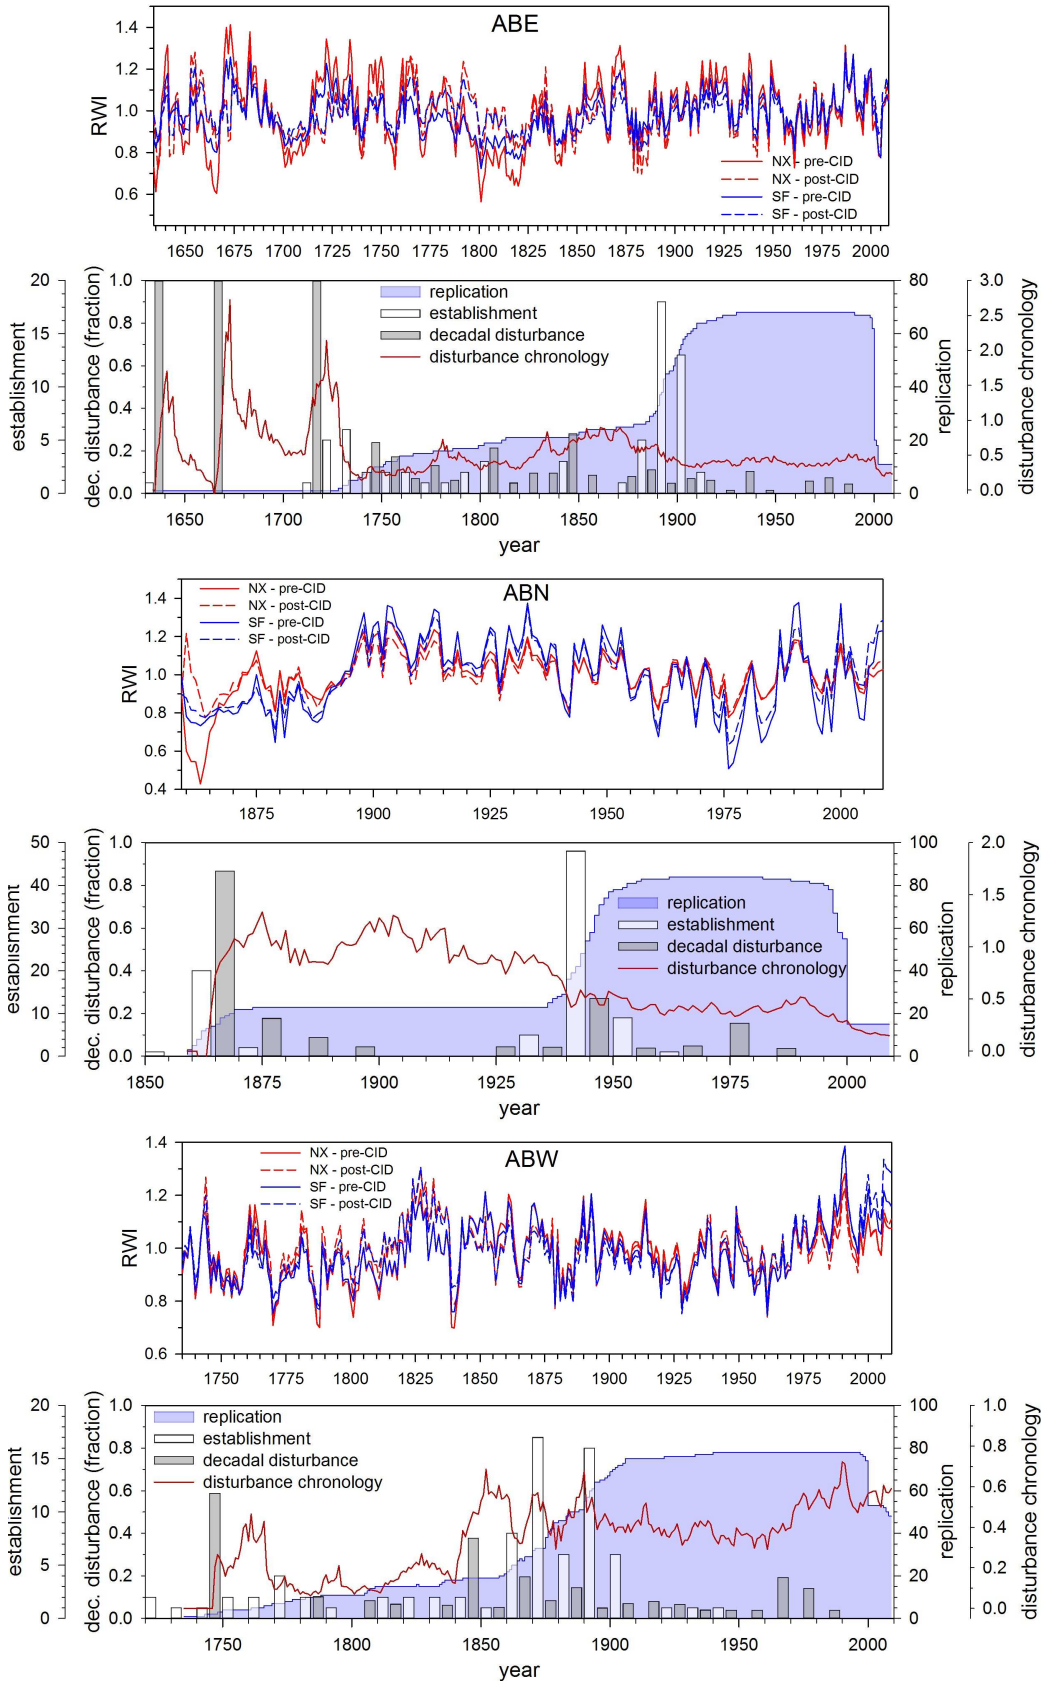 ABE
1.4
1.2
1.0
0.8
0.6
RWI
NX - pre-CID
NX - post-CID
SF - pre-CID
SF - post-CID
1650 1675 1700 1725 1750 1775 1800 1825 1850 1875 1900 1925 1950 1975 2000
20 15 10 5 0
establishment
1.0 0.8 0.6 0.4 0.2 0.0
dec. disturbance (fraction)
replication
establishment
decadal disturbance
disturbance chronology
80 60 40 20 0
replication
3.0 2.5 2.0 1.5 1.0 0.5 0.0
disturbance chronology
1650 1700 1750 1800 1850 1900 1950 2000
year
ABN
1.4
1.2
1.0
0.8
0.6
0.4
RWI
NX - pre-CID
NX - post-CID
SF - pre-CID
SF - post-CID
1875 1900 1925 1950 1975 2000
50 40 30 20 10 0
establishment
1.0 0.8 0.6 0.4 0.2 0.0
dec. disturbance (fraction)
replication
establishment
decadal disturbance
disturbance chronology
100 80 60 40 20 0
replication
2.0 1.5 1.0 0.5 0.0
disturbance chronology
1850 1875 1900 1925 1950 1975 2000
year
ABW
1.4
1.2
1.0
0.8
0.6
RWI
NX - pre-CID
NX - post-CID
SF - pre-CID
SF - post-CID
1750 1775 1800 1825 1850 1875 1900 1925 1950 1975 2000
20 15 10 5 0
establishment
1.0 0.8 0.6 0.4 0.2 0.0
dec. disturbance (fraction)
replication
establishment
decadal disturbance
disturbance chronology
100 80 60 40 20 0
replication
1.0 0.8 0.6 0.4 0.2 0.0
disturbance chronology
1750 1800 1850 1900 1950 2000
year